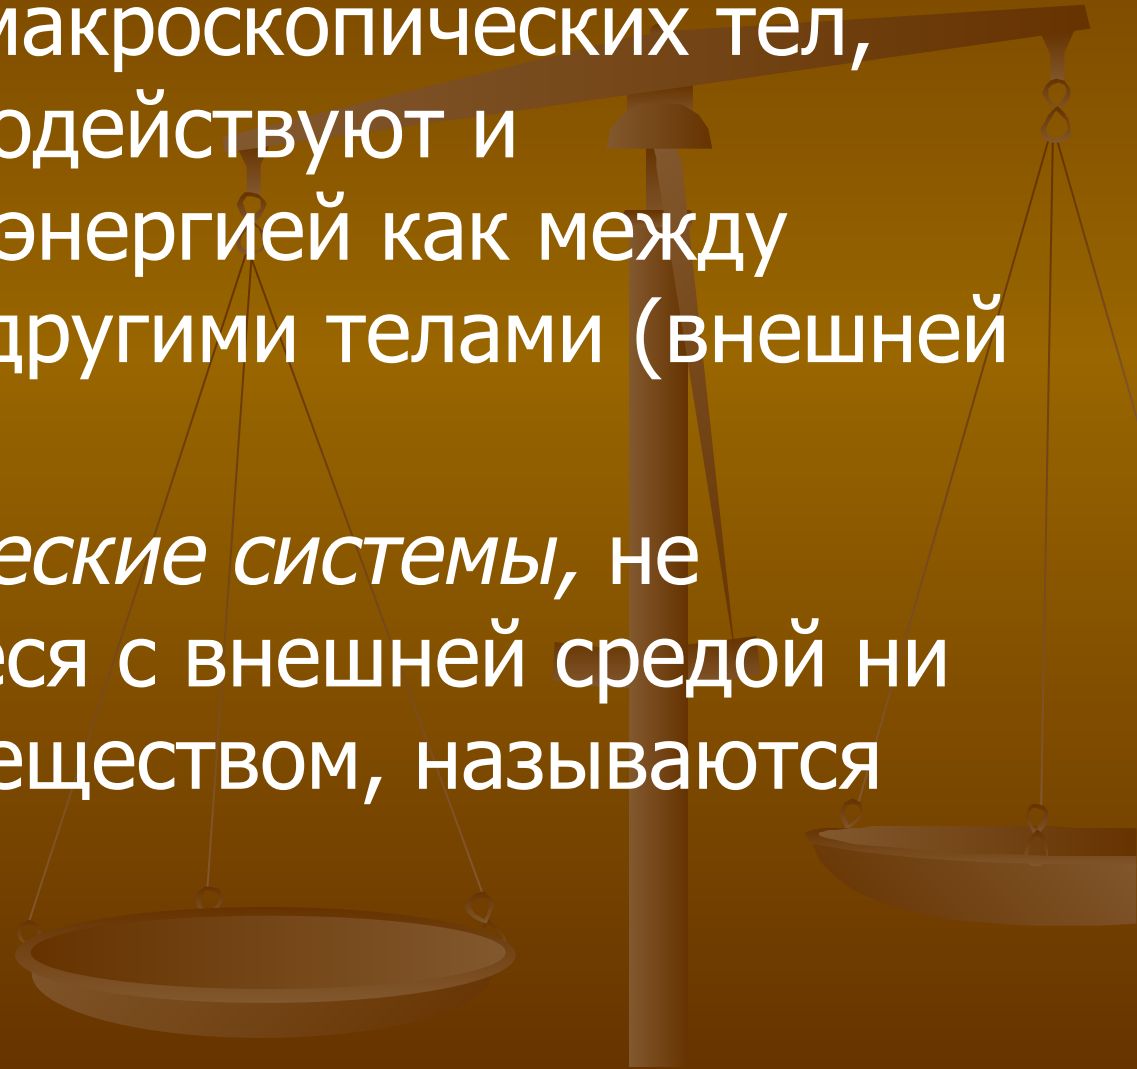 макроскопических тел,
одействуют и
энергией как между
другими телами (внешней
еские системы, не
еся с внешней средой ни
еществом, называются